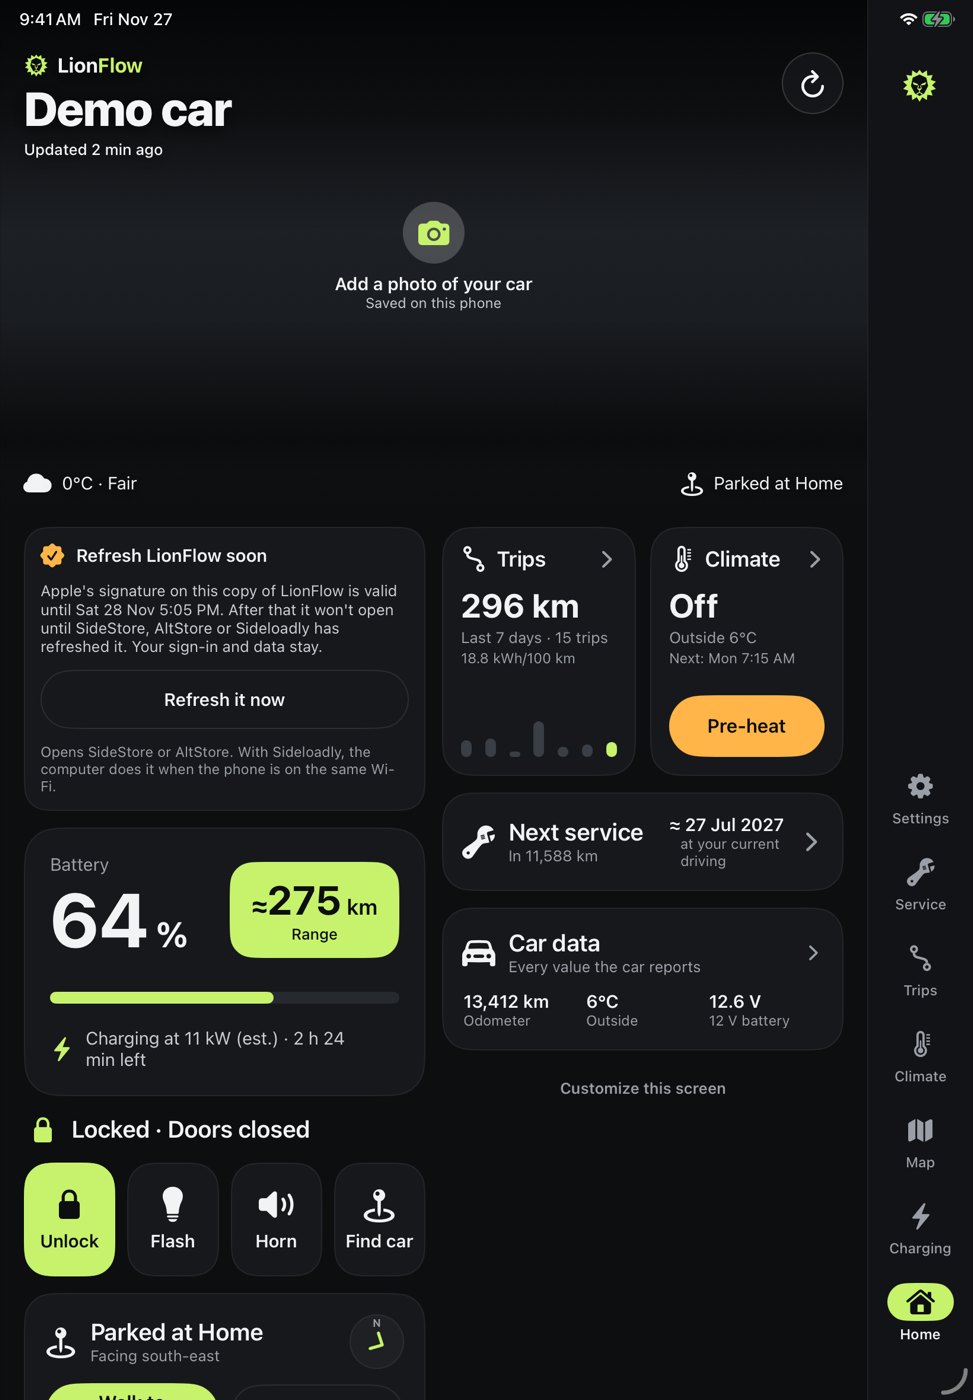 9:41 AM Fri Nov 27
LionFlow
Demo car
Updated 2 min ago
Add a photo of your car
Saved on this phone
0°C · Fair
Parked at Home
Refresh LionFlow soon
Apple's signature on this copy of LionFlow is valid
until Sat 28 Nov 5:05 PM. After that it won't open
until SideStore, AltStore or Sideloadly has
refreshed it. Your sign-in and data stay.
Refresh it now
Opens SideStore or AltStore. With Sideloadly, the
computer does it when the phone is on the same Wi-
Fi.
Battery
64 %
≈275 km
Range
Charging at 11 kW (est.) · 2 h 24
min left
Locked · Doors closed
Unlock
Flash
Horn
Find car
Parked at Home
Facing south-east
N
Walk to
Trips
296 km
Last 7 days · 15 trips
18.8 kWh/100 km
Climate
Off
Outside 6°C
Next: Mon 7:15 AM
Pre-heat
Next service
In 11,588 km
≈ 27 Jul 2027
at your current
driving
Car data
Every value the car reports
13,412 km
Odometer
6°C
Outside
12.6 V
12 V battery
Customize this screen
Settings
Service
Trips
Climate
Map
Charging
Home